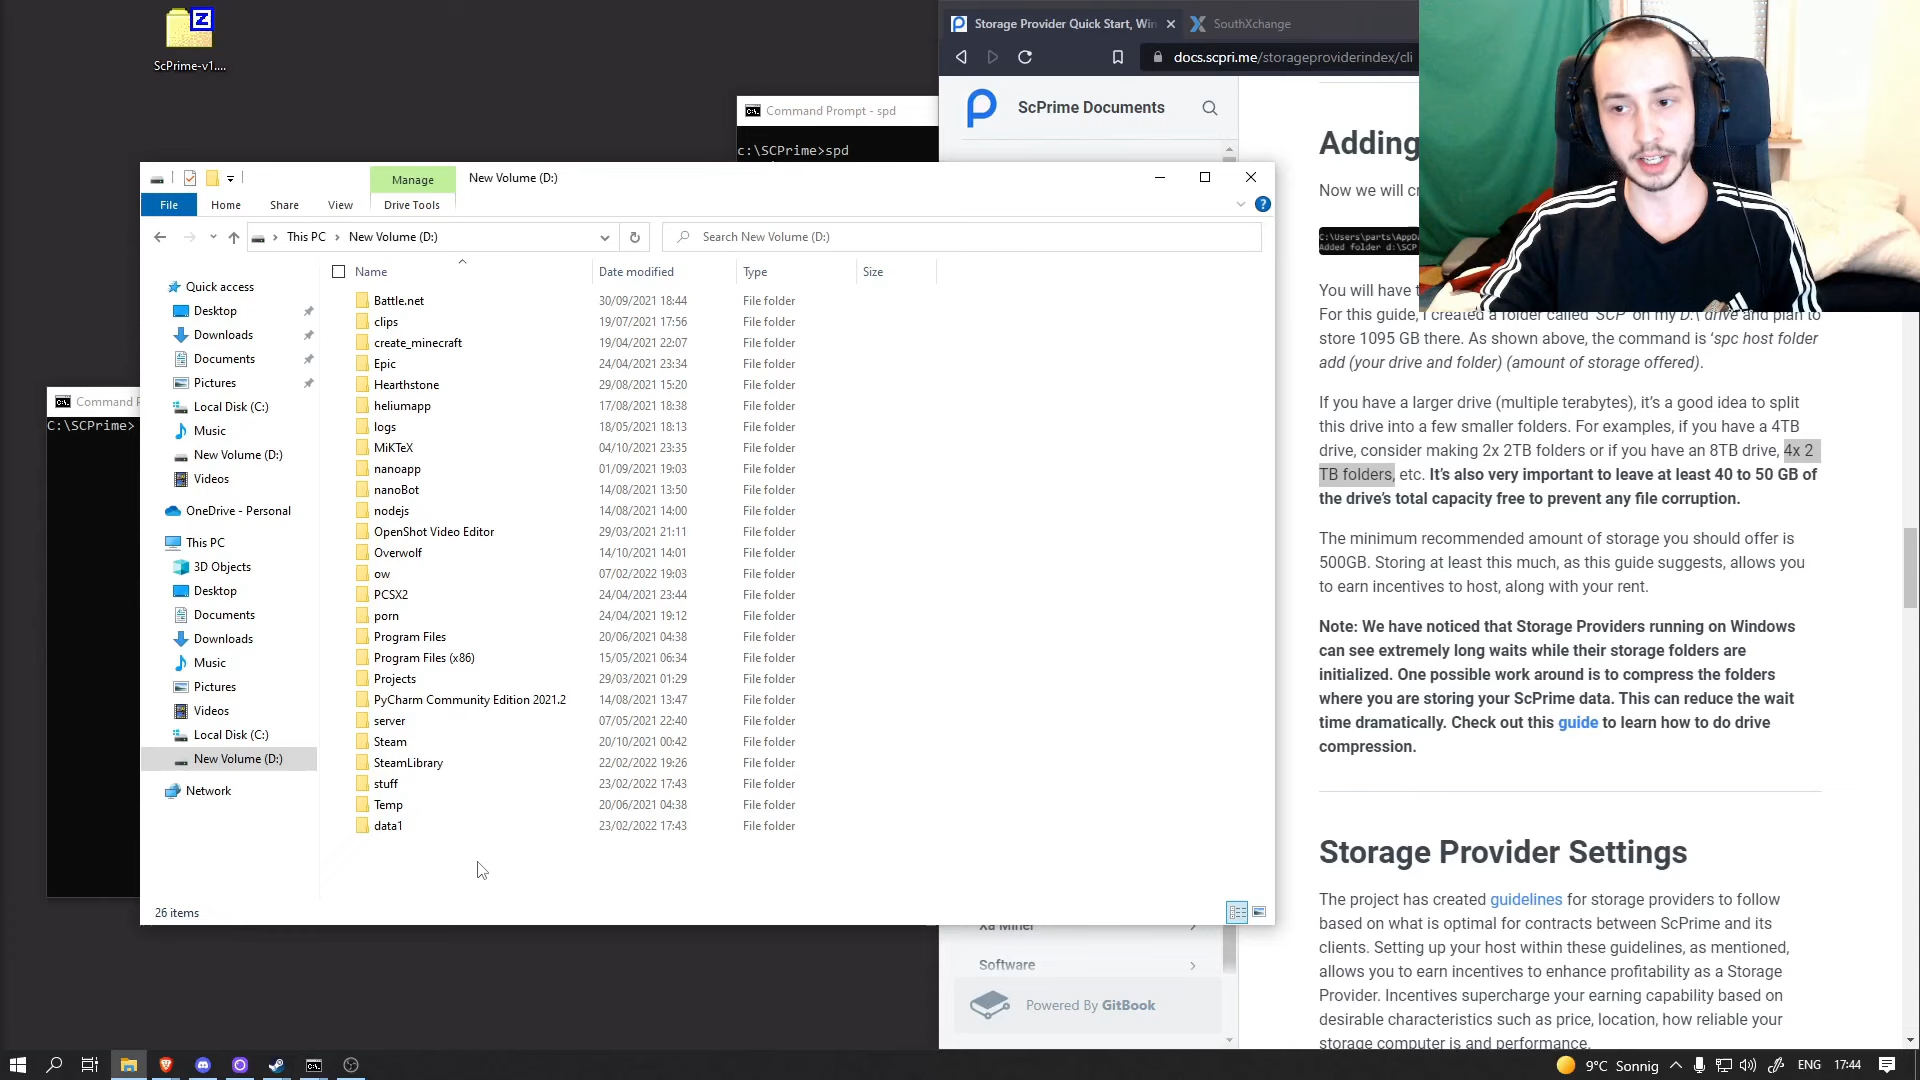 ScPrime-v1....
Command Prompt - spd
c:\SCPrime>spd
Command P
C:\SCPrime>
Manage
New Volume (D:)
File
Home
Share
View
Drive Tools
This PC
New Volume (D:)
Search New Volume (D:)
Name
Date modified
Type
Size
Quick access
Desktop
Downloads
Documents
Pictures
Local Disk (C:)
Music
New Volume (D:)
Videos
OneDrive - Personal
This PC
3D Objects
Desktop
Documents
Downloads
Music
Pictures
Videos
Local Disk (C:)
New Volume (D:)
Network
Battle.net 30/09/2021 18:44 File folder
clips 19/07/2021 17:56 File folder
create_minecraft 19/04/2021 22:07 File folder
Epic 24/04/2021 23:34 File folder
Hearthstone 29/08/2021 15:20 File folder
heliumapp 17/08/2021 18:38 File folder
logs 18/05/2021 18:13 File folder
MiKTeX 04/10/2021 23:35 File folder
nanoapp 01/09/2021 19:03 File folder
nanoBot 14/08/2021 13:50 File folder
nodejs 14/08/2021 14:00 File folder
OpenShot Video Editor 29/03/2021 21:11 File folder
Overwolf 14/10/2021 14:01 File folder
ow 07/02/2022 19:03 File folder
PCSX2 24/04/2021 23:44 File folder
porn 24/04/2021 19:12 File folder
Program Files 20/06/2021 04:38 File folder
Program Files (x86) 15/05/2021 06:34 File folder
Projects 29/03/2021 01:29 File folder
PyCharm Community Edition 2021.2 14/08/2021 13:47 File folder
server 07/05/2021 22:40 File folder
Steam 20/10/2021 00:42 File folder
SteamLibrary 22/02/2022 19:26 File folder
stuff 23/02/2022 17:43 File folder
Temp 20/06/2021 04:38 File folder
data1 23/02/2022 17:43 File folder
26 items
Storage Provider Quick Start, Win
SouthXchange
docs.scpri.me/storageproviderindex/cli
ScPrime Documents
Xa Miner
Software
Powered By GitBook
Adding
Now we will cr
C:\Users\parts\AppDa
Added folder d:\SCP
You will have t
For this guide, I created a folder called 'SCP' on my D:\ drive and plan to
store 1095 GB there. As shown above, the command is 'spc host folder
add (your drive and folder) (amount of storage offered).
If you have a larger drive (multiple terabytes), it's a good idea to split
this drive into a few smaller folders. For examples, if you have a 4TB
drive, consider making 2x 2TB folders or if you have an 8TB drive, 4x 2
TB folders, etc. It's also very important to leave at least 40 to 50 GB of
the drive's total capacity free to prevent any file corruption.
The minimum recommended amount of storage you should offer is
500GB. Storing at least this much, as this guide suggests, allows you
to earn incentives to host, along with your rent.
Note: We have noticed that Storage Providers running on Windows
can see extremely long waits while their storage folders are
initialized. One possible work around is to compress the folders
where you are storing your ScPrime data. This can reduce the wait
time dramatically. Check out this guide to learn how to do drive
compression.
Storage Provider Settings
The project has created guidelines for storage providers to follow
based on what is optimal for contracts between ScPrime and its
clients. Setting up your host within these guidelines, as mentioned,
allows you to earn incentives to enhance profitability as a Storage
Provider. Incentives supercharge your earning capability based on
desirable characteristics such as price, location, how reliable your
storage computer is and performance.
9°C Sonnig
ENG
17:44